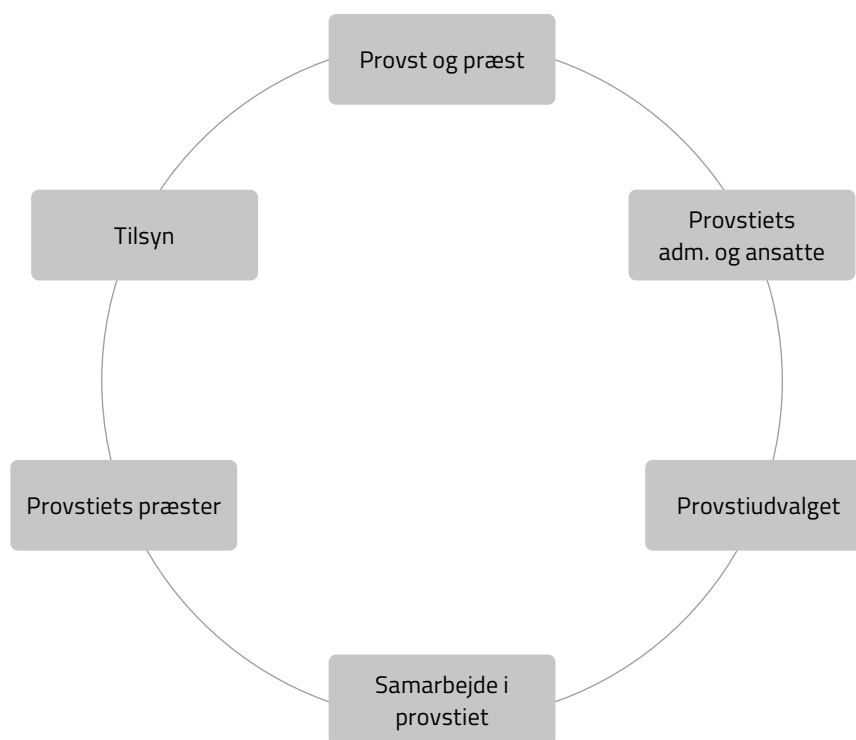 Provst og præst
Provstiets
adm. og ansatte
Provstiudvalget
Samarbejde i
provstiet
Provstiets præster
Tilsyn